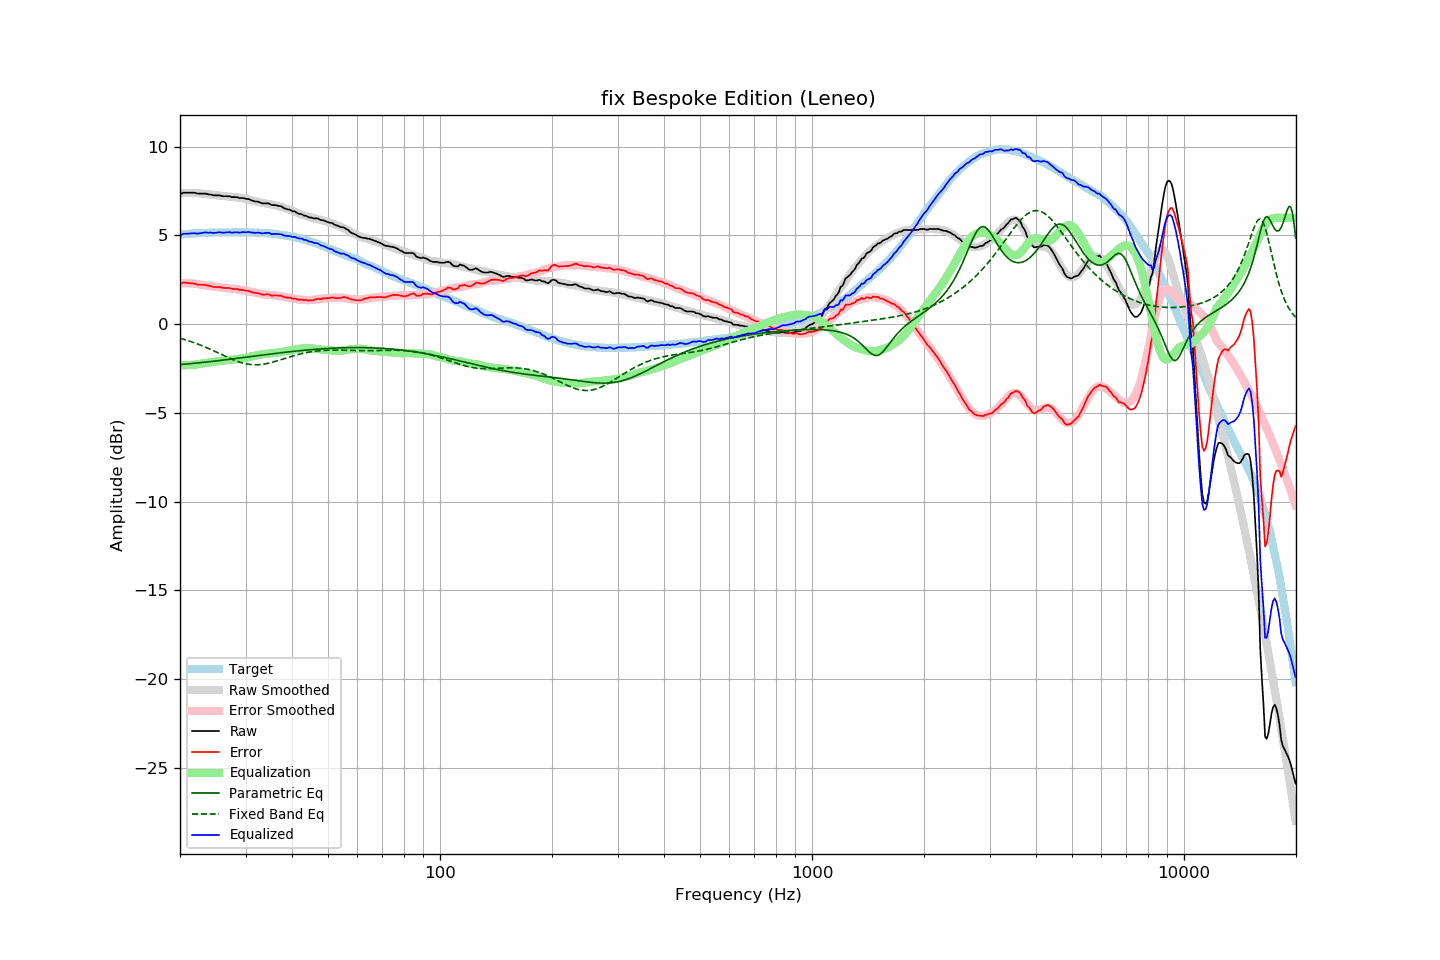 fix Bespoke Edition (Leneo)
Amplitude (dBr)
10
5
0
−5
−10
−15
−20
−25
Target
Raw Smoothed
Error Smoothed
Raw
Error
Equalization
Parametric Eq
Fixed Band Eq
Equalized
100
1000
10000
Frequency (Hz)